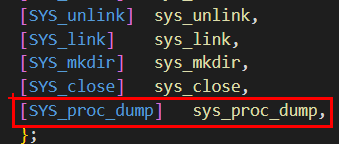 [SYS_unlink] sys_unlink,
[SYS_link] sys_link,
[SYS_mkdir] sys_mkdir,
[SYS_close] sys_close,
[SYS_proc_dump] sys_proc_dump,
};